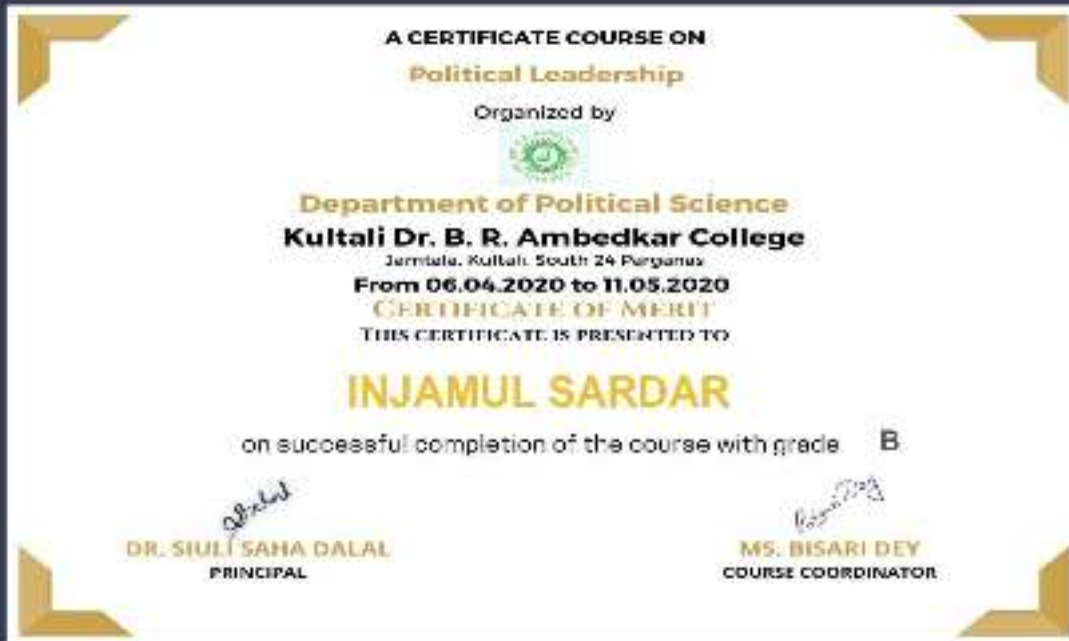 A CERTIFICATE COURSE ON
Political Leadership
Organized by
Department of Political Science
Kultali Dr. B. R. Ambedkar College
Jamtala, Kultali, South 24 Parganas
From 06.04.2020 to 11.05.2020
CERTIFICATE OF MERIT
THIS CERTIFICATE IS PRESENTED TO
INJAMUL SARDAR
on successful completion of the course with grade B
DR. SIULI SAHA DALAL
PRINCIPAL
MS. BISARI DEY
COURSE COORDINATOR